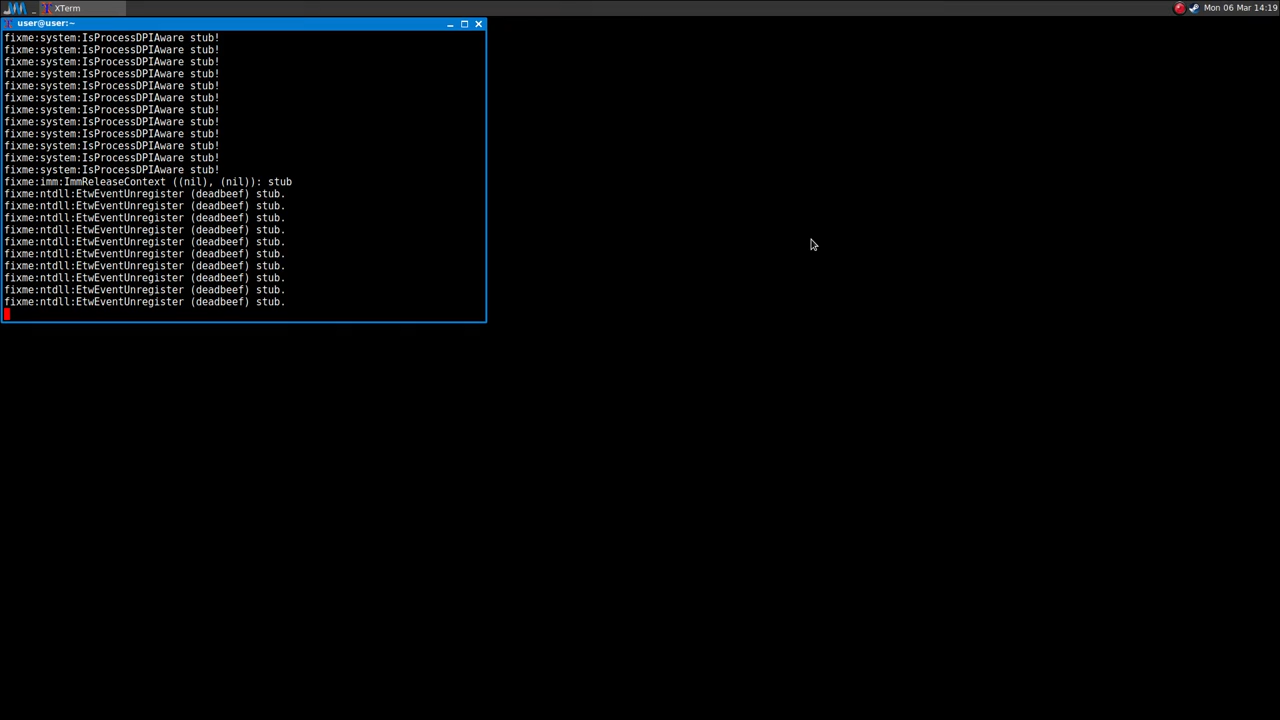 XTerm
Mon 06 Mar 14:19
user@user:~
fixme:system:IsProcessDPIAware stub!
fixme:system:IsProcessDPIAware stub!
fixme:system:IsProcessDPIAware stub!
fixme:system:IsProcessDPIAware stub!
fixme:system:IsProcessDPIAware stub!
fixme:system:IsProcessDPIAware stub!
fixme:system:IsProcessDPIAware stub!
fixme:system:IsProcessDPIAware stub!
fixme:system:IsProcessDPIAware stub!
fixme:system:IsProcessDPIAware stub!
fixme:system:IsProcessDPIAware stub!
fixme:system:IsProcessDPIAware stub!
fixme:imm:ImmReleaseContext ((nil), (nil)): stub
fixme:ntdll:EtwEventUnregister (deadbeef) stub.
fixme:ntdll:EtwEventUnregister (deadbeef) stub.
fixme:ntdll:EtwEventUnregister (deadbeef) stub.
fixme:ntdll:EtwEventUnregister (deadbeef) stub.
fixme:ntdll:EtwEventUnregister (deadbeef) stub.
fixme:ntdll:EtwEventUnregister (deadbeef) stub.
fixme:ntdll:EtwEventUnregister (deadbeef) stub.
fixme:ntdll:EtwEventUnregister (deadbeef) stub.
fixme:ntdll:EtwEventUnregister (deadbeef) stub.
fixme:ntdll:EtwEventUnregister (deadbeef) stub.